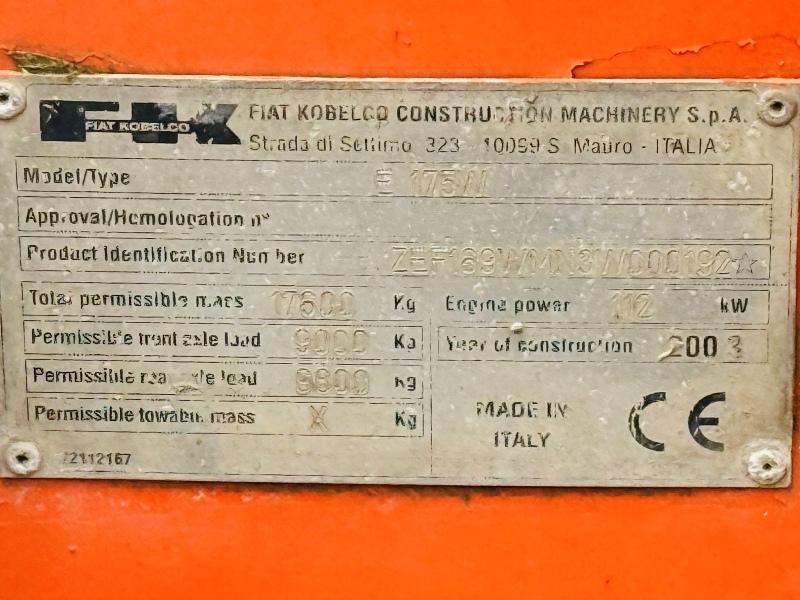 FIAT KOBELCO
FIAT KOBELCO CONSTRUCTION MACHINERY S.p.A.
Strada di Settimo 323 - 10099 S Mauro - ITALIA
Model/Type E 175W
Approval/Homologation n°
Product Identification Number
Total permissible mass 17600 Kg
Permissible front axle load 9000 Kg
Permissible rear axle load Kg
Permissible towable mass X Kg
Engine power 112 kW
Year of construction 2003
MADE IN
ITALY
CE
72112167